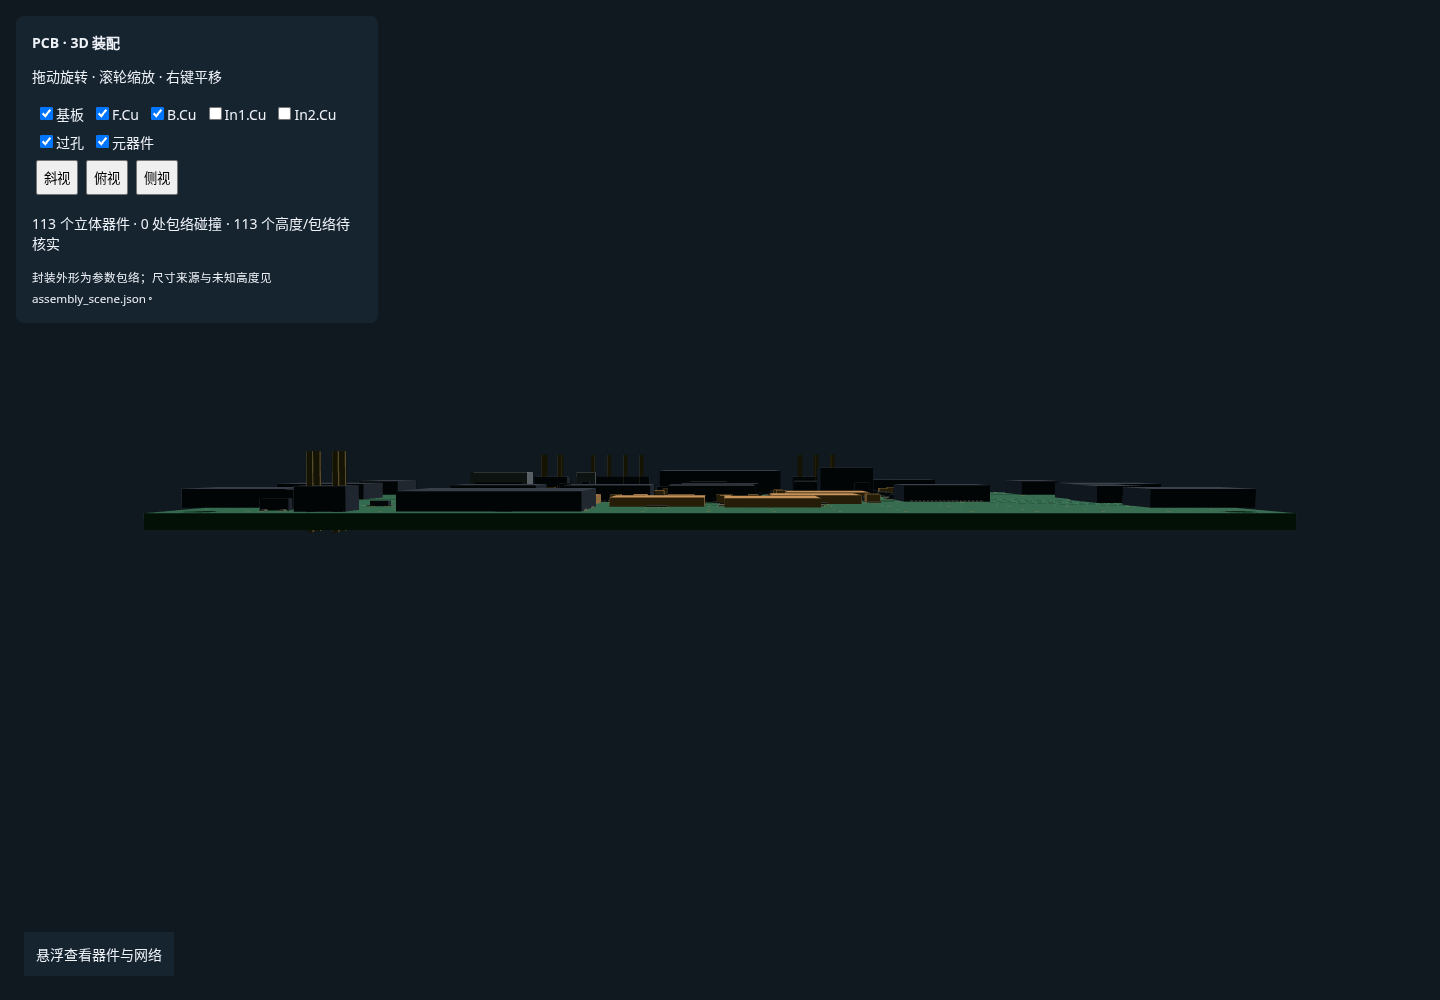 PCB · 3D 装配
拖动旋转 · 滚轮缩放 · 右键平移
基板 F.Cu B.Cu In1.Cu In2.Cu
过孔 元器件
斜视 俯视 侧视
113 个立体器件 · 0 处包络碰撞 · 113 个高度/包络待
核实
封装外形为参数包络；尺寸来源与未知高度见
assembly_scene.json。
悬浮查看器件与网络